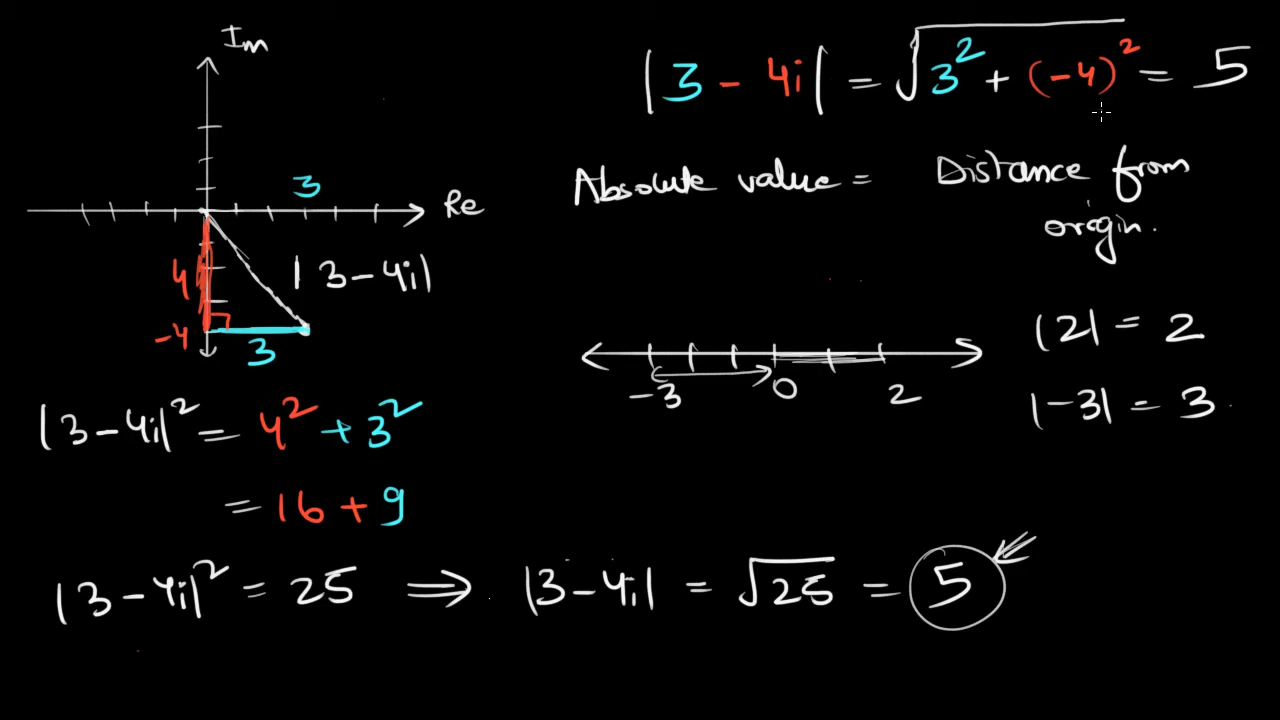 Im
|3 - 4i| = √3² + (-4)² = 5
Absolute value = Distance from
origin.
3
Re
4
|3-4i|
-4
3
-3 0 2
|2| = 2
|-3| = 3
|3-4i|² = 4² + 3²
= 16 + 9
|3-4i|² = 25 ⟹ |3-4i| = √25 = 5